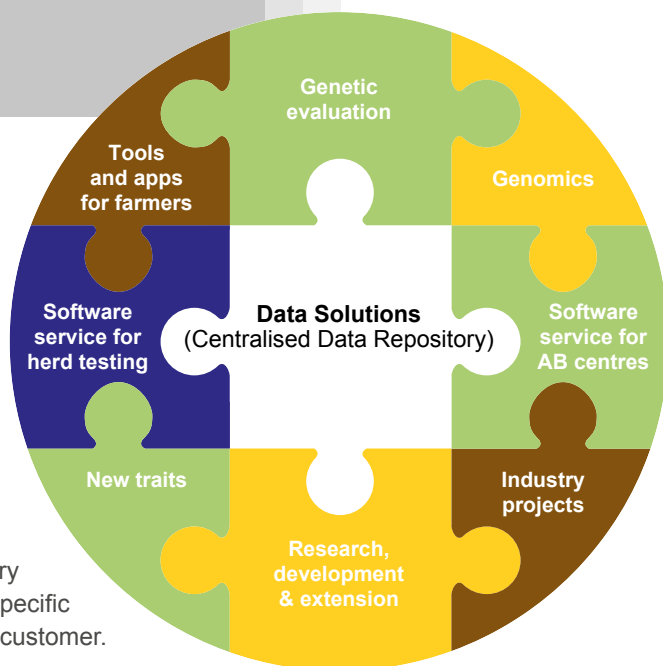 Genetic
evaluation
Tools
and apps
for farmers
Genomics
Software
service for
herd testing
Data Solutions
(Centralised Data Repository)
Software
service for
AB centres
New traits
Industry
projects
Research,
development
& extension
ry
specific
customer.